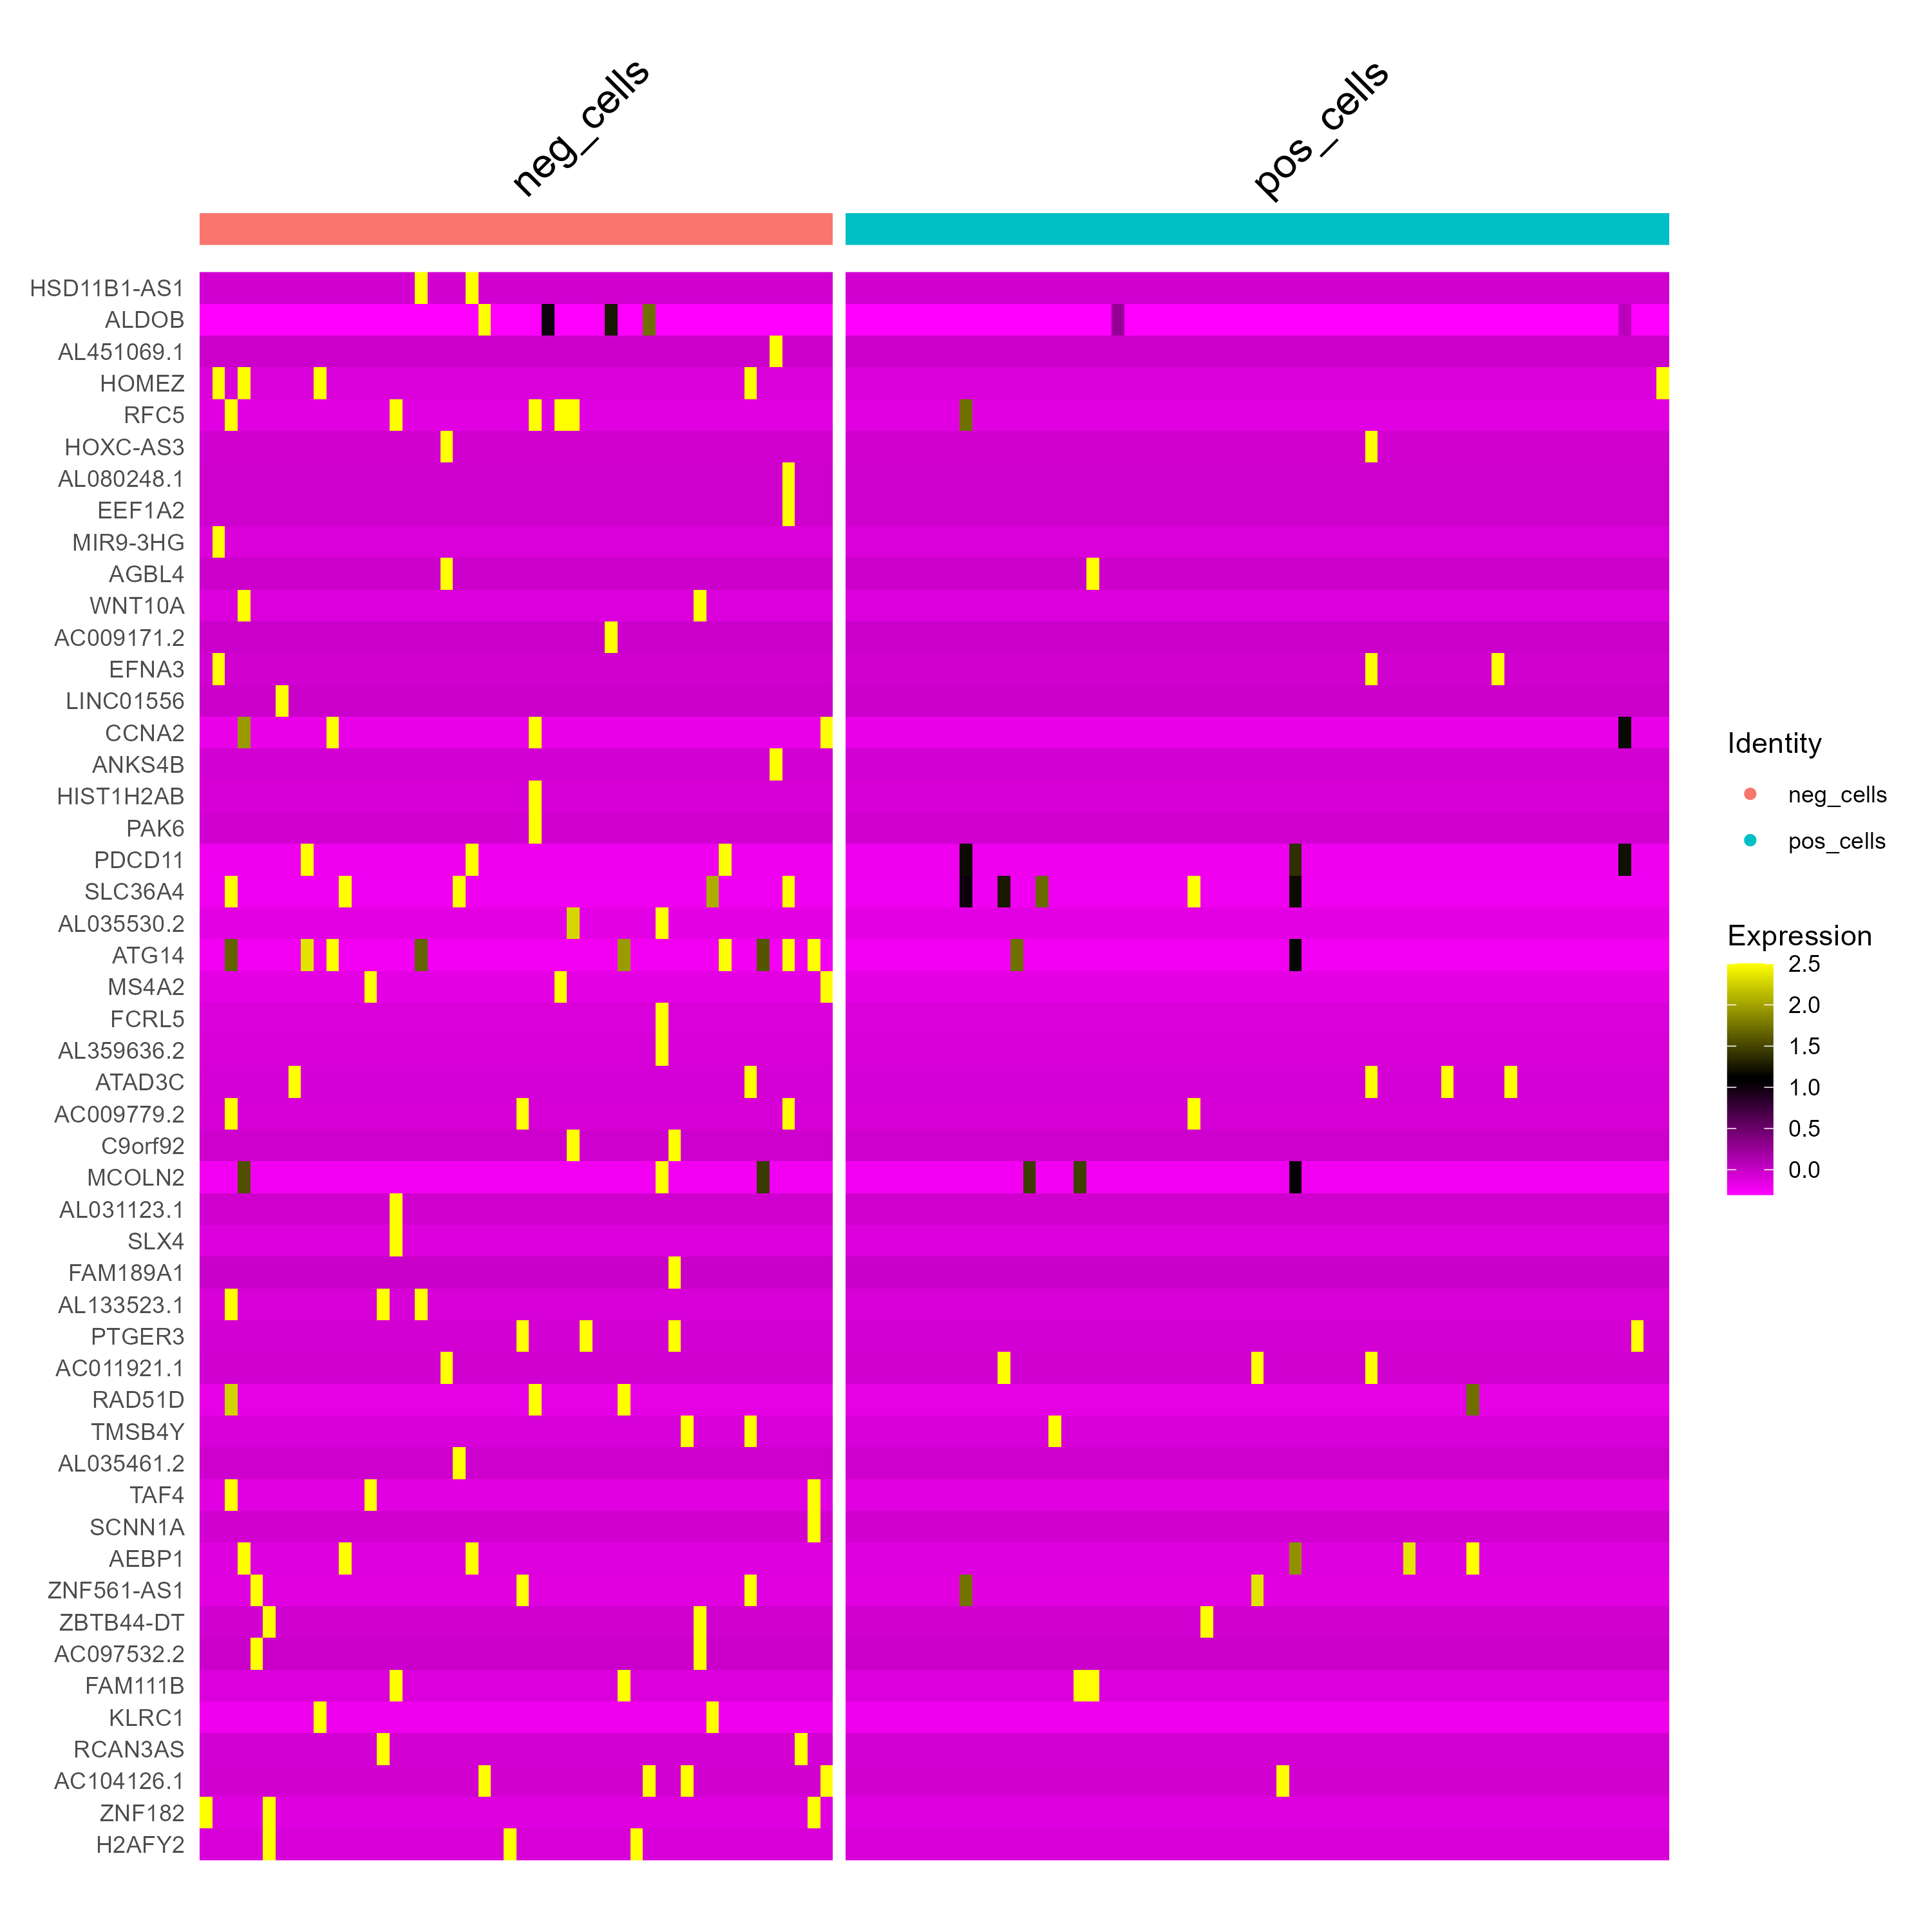 neg_cells
pos_cells
HSD11B1-AS1
ALDOB
AL451069.1
HOMEZ
RFC5
HOXC-AS3
AL080248.1
EEF1A2
MIR9-3HG
AGBL4
WNT10A
AC009171.2
EFNA3
LINC01556
CCNA2
ANKS4B
HIST1H2AB
PAK6
PDCD11
SLC36A4
AL035530.2
ATG14
MS4A2
FCRL5
AL359636.2
ATAD3C
AC009779.2
C9orf92
MCOLN2
AL031123.1
SLX4
FAM189A1
AL133523.1
PTGER3
AC011921.1
RAD51D
TMSB4Y
AL035461.2
TAF4
SCNN1A
AEBP1
ZNF561-AS1
ZBTB44-DT
AC097532.2
FAM111B
KLRC1
RCAN3AS
AC104126.1
ZNF182
H2AFY2
Identity
neg_cells
pos_cells
Expression
2.5
2.0
1.5
1.0
0.5
0.0